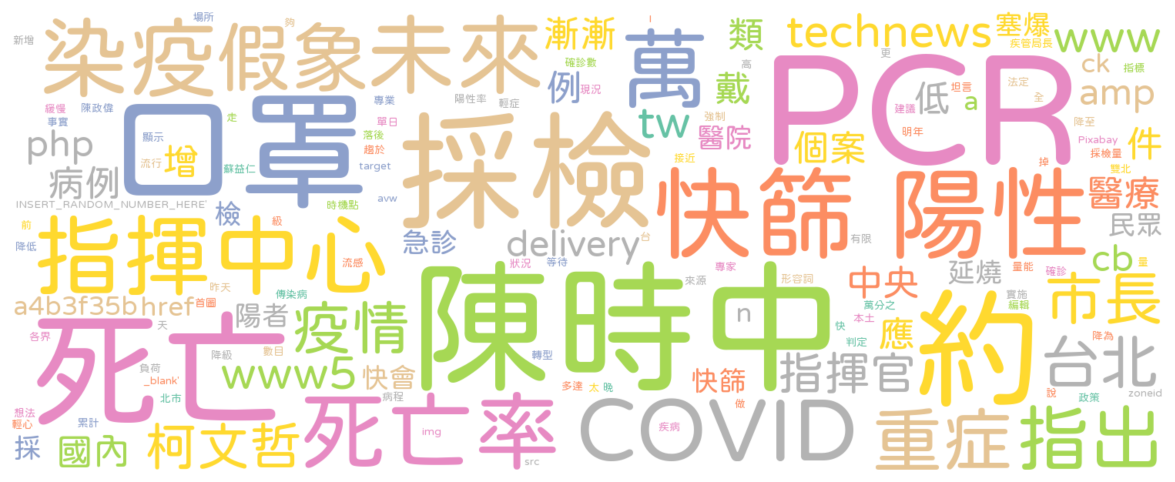 場所
夠
新增
染疫
假象
未來
漸漸
類
technews
塞爆
疾管局長
www
緩慢
陳政偉
事實
走
專業
陽性率
輕症
確診數
例
現況
萬
高
戴
更
PCR
低
坦言
a
法定
全
ck
指標
amp
php
顯示
流行
增
口罩
單日
落後
趨於
target
採檢
tw
強制
醫院
接近
個案
建議
明年
降至
Pixabay
採檢量
件
掉
雙北
病例
蘇益仁
avw
INSERT_RANDOM_NUMBER_HERE'
檢
時機點
快篩
陽性
醫療
民眾
前
降低
級
指揮中心
流感
急診
delivery
台
有限
狀況
等待
專家
來源
形容詞
中央
延燒
量能
確診
cb
量
昨天
傳染病
a4b3f35b
href
首圖
陳時中
n
萬分之
本土
實施
編輯
市長
天
陽者
疫情
各界
死亡
降級
數目
轉型
快
判定
應
約
降為
負荷
_blank'
www5
快會
病程
北市
多達
太
晚
快篩
做
指揮官
台北
說
政策
zoneid
想法
輕心
累計
採
國內
柯文哲
死亡率
img
src
COVID
疾病
重症
指出